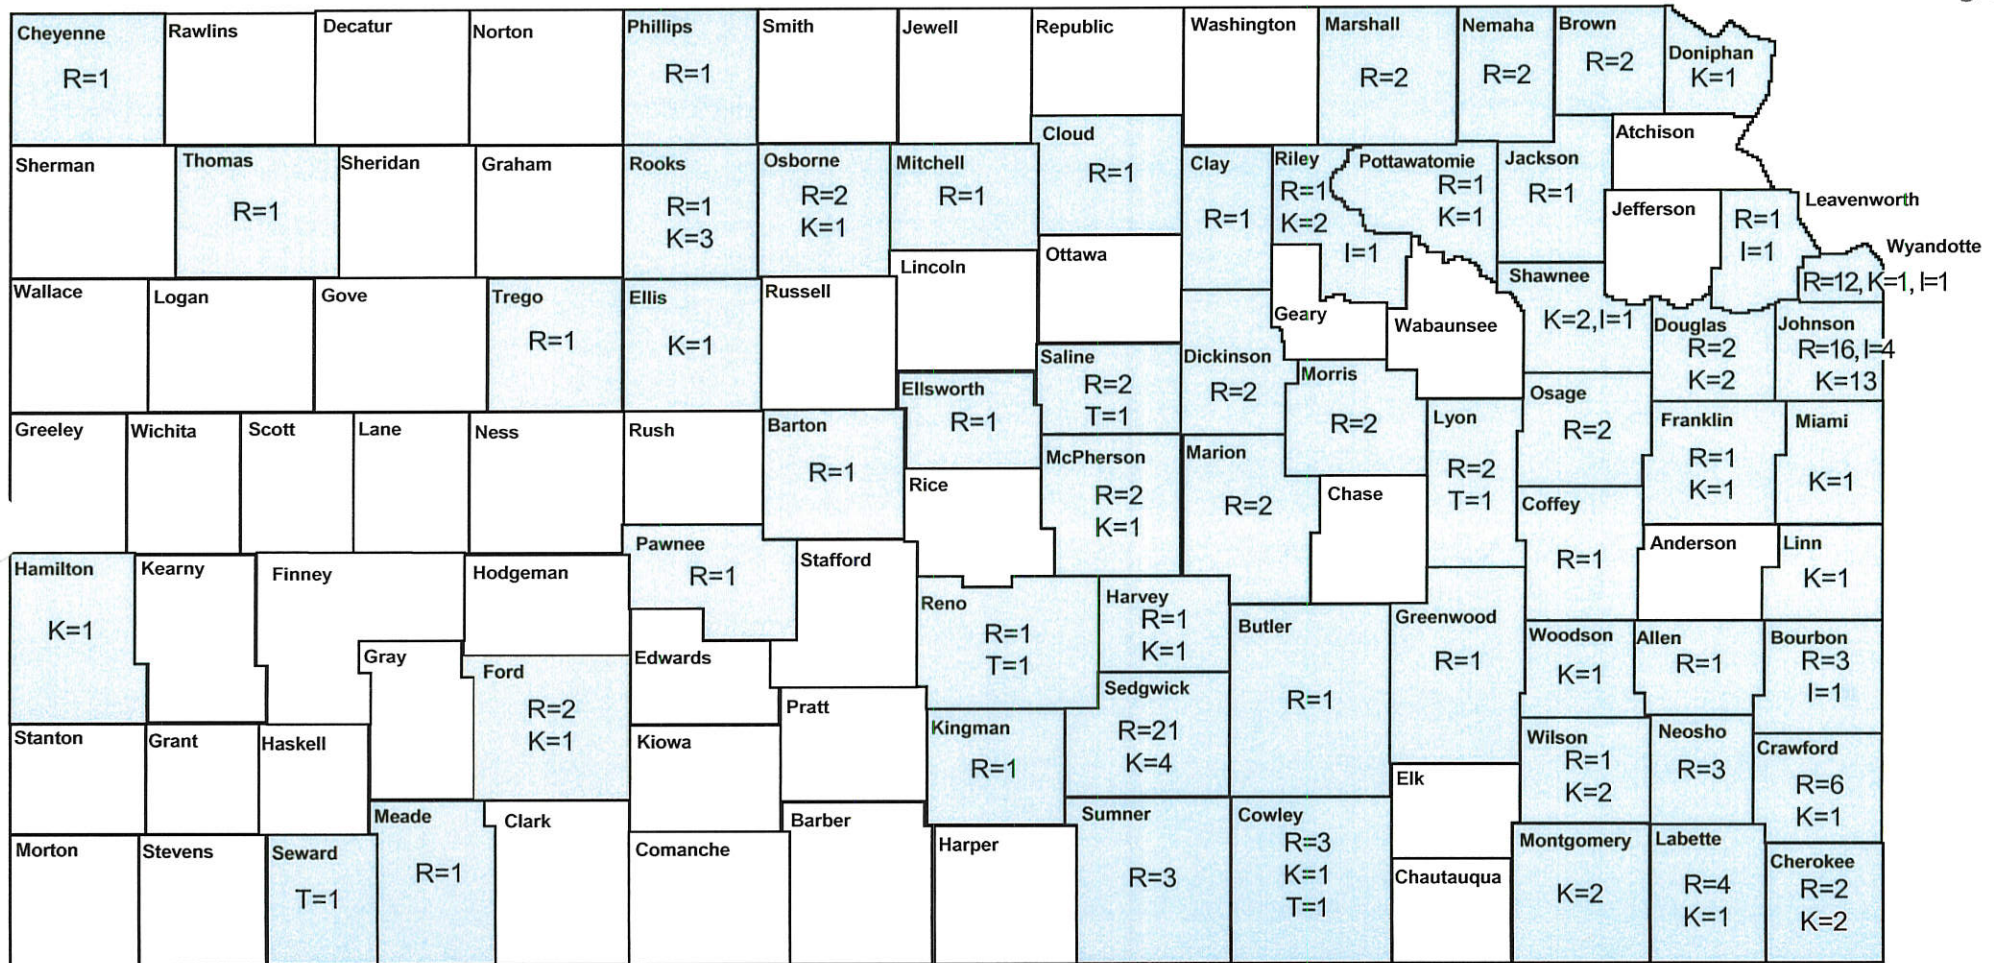 Cheyenne
R=1
Rawlins
Decatur
Norton
Phillips
R=1
Smith
Jewell
Republic
Washington
Marshall
R=2
Nemaha
R=2
Brown
R=2
Doniphan
K=1
Sherman
Thomas
R=1
Sheridan
Graham
Rooks
R=1
K=3
Osborne
R=2
K=1
Mitchell
R=1
Cloud
R=1
Clay
R=1
Riley
R=1
K=2
I=1
Pottawatomie
R=1
K=1
Jackson
R=1
Atchison
Jefferson
R=1
I=1
Leavenworth
Wyandotte
R=12, K=1, I=1
Wallace
Logan
Gove
Trego
R=1
Ellis
K=1
Russell
Lincoln
Ottawa
Saline
R=2
T=1
Dickinson
R=2
Geary
Wabaunsee
Shawnee
K=2,I=1
Douglas
R=2
K=2
Johnson
R=16, I=4
K=13
Greeley
Wichita
Scott
Lane
Ness
Rush
Barton
R=1
Ellsworth
R=1
Rice
McPherson
R=2
K=1
Marion
R=2
Morris
R=2
Chase
Lyon
R=2
T=1
Osage
R=2
Coffey
R=1
Franklin
R=1
K=1
Miami
K=1
Anderson
Linn
K=1
Hamilton
K=1
Kearny
Finney
Hodgeman
Pawnee
R=1
Stafford
Gray
Ford
R=2
K=1
Edwards
Reno
R=1
T=1
Harvey
R=1
K=1
Butler
R=1
Greenwood
R=1
Woodson
K=1
Allen
R=1
Bourbon
R=3
I=1
Stanton
Grant
Haskell
Kiowa
Pratt
Kingman
R=1
Sedgwick
R=21
K=4
Elk
Wilson
R=1
K=2
Neosho
R=3
Crawford
R=6
K=1
Morton
Stevens
Seward
T=1
Meade
R=1
Clark
Comanche
Barber
Harper
Sumner
R=3
Cowley
R=3
K=1
T=1
Chautauqua
Montgomery
K=2
Labette
R=4
K=1
Cherokee
R=2
K=2